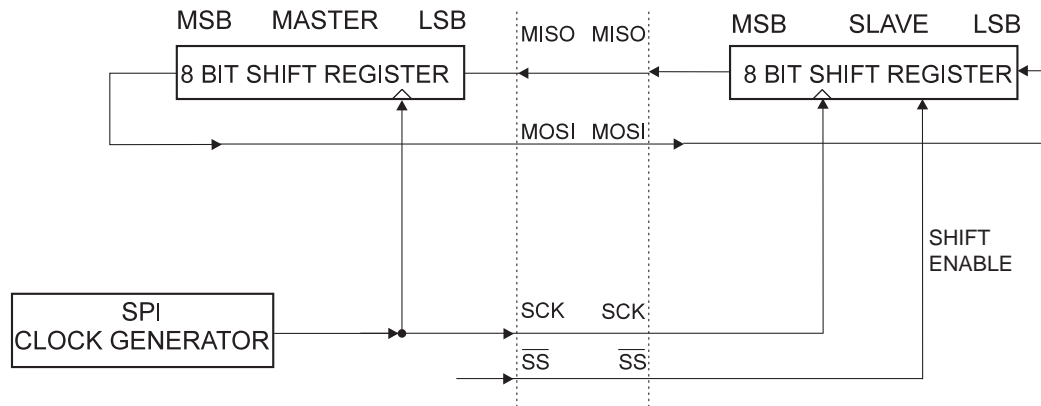 MSB MASTER LSB
MISO MISO
MSB SLAVE LSB
8 BIT SHIFT REGISTER
8 BIT SHIFT REGISTER
MOSI MOSI
SHIFT
ENABLE
SPI
CLOCK GENERATOR
SCK SCK
SS SS